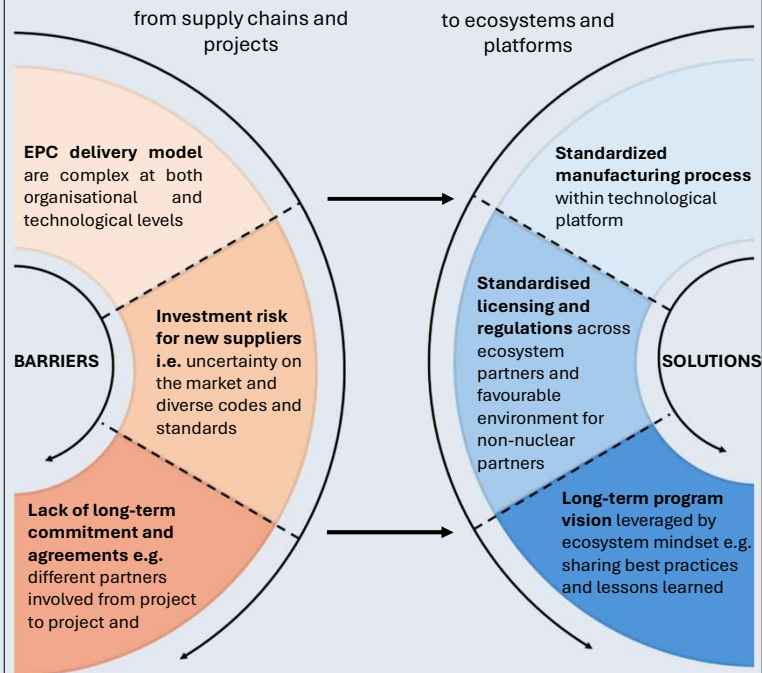 from supply chains and
projects
to ecosystems and
platforms
EPC delivery model
are complex at both
organisational and
technological levels
Investment risk
for new suppliers
i.e. uncertainty on
the market and
diverse codes and
standards
BARRIERS
Lack of long-term
commitment and
agreements e.g.
different partners
involved from project
to project and
Standardized
manufacturing process
within technological
platform
Standardised
licensing and
regulations across
ecosystem
partners and
favourable
environment for
non-nuclear
partners
SOLUTIONS
Long-term program
vision leveraged by
ecosystem mindset e.g.
sharing best practices
and lessons learned